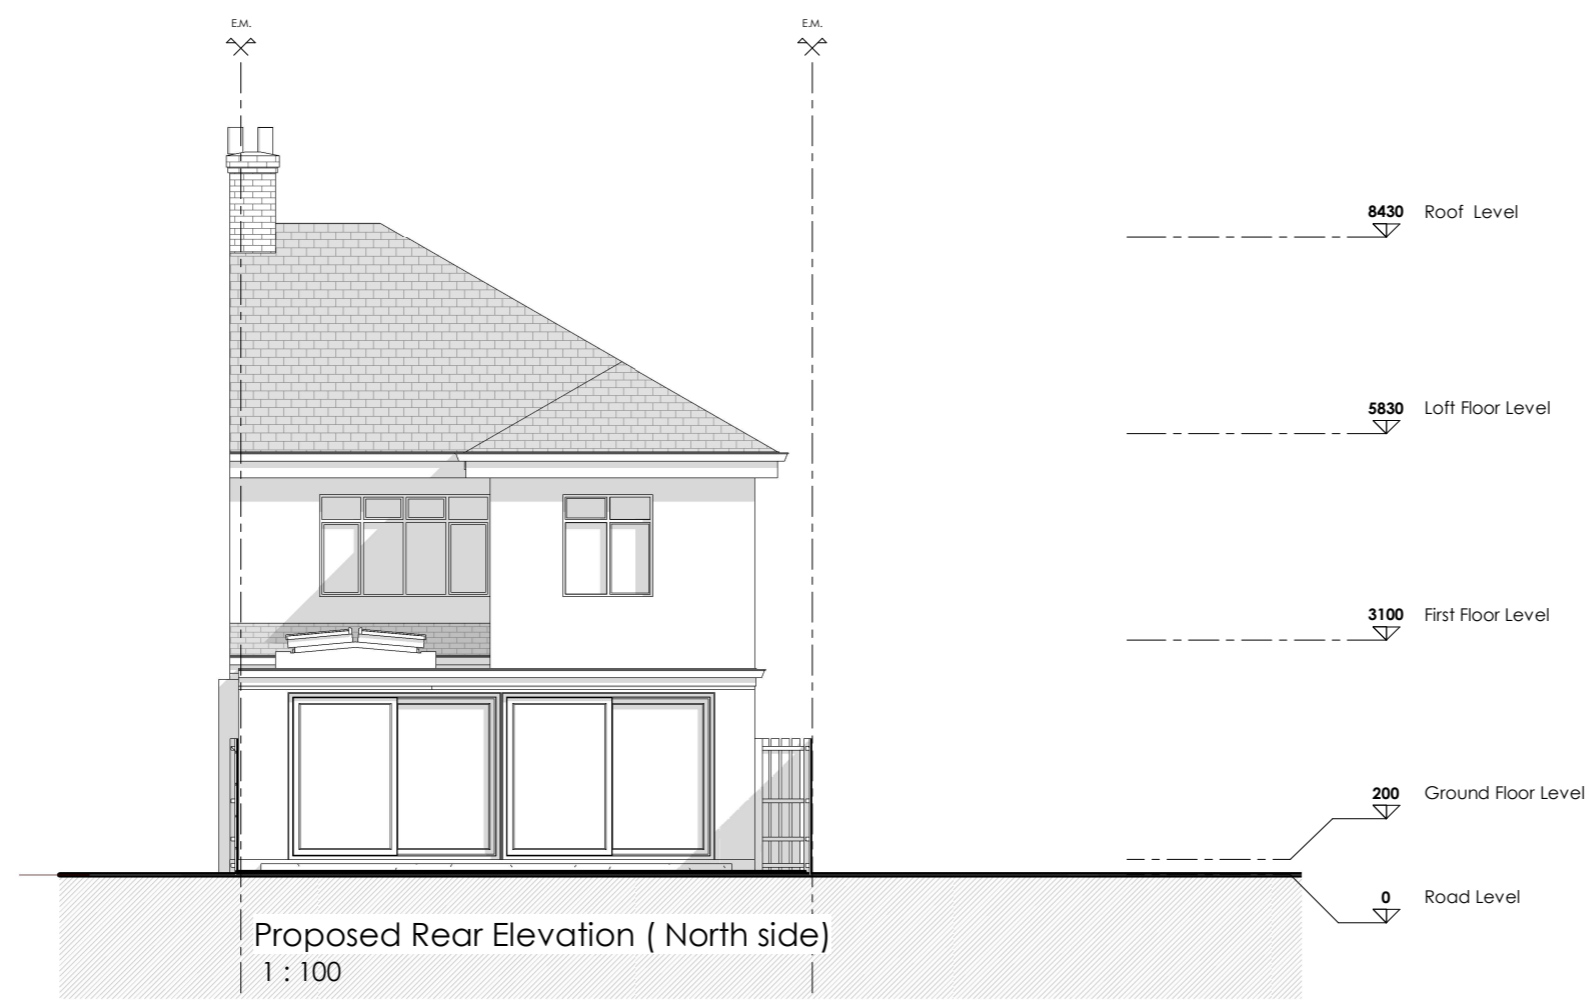 E.M.
E.M.
8430 Roof Level
5830 Loft Floor Level
3100 First Floor Level
200 Ground Floor Level
0 Road Level
Proposed Rear Elevation ( North side)
1 : 100